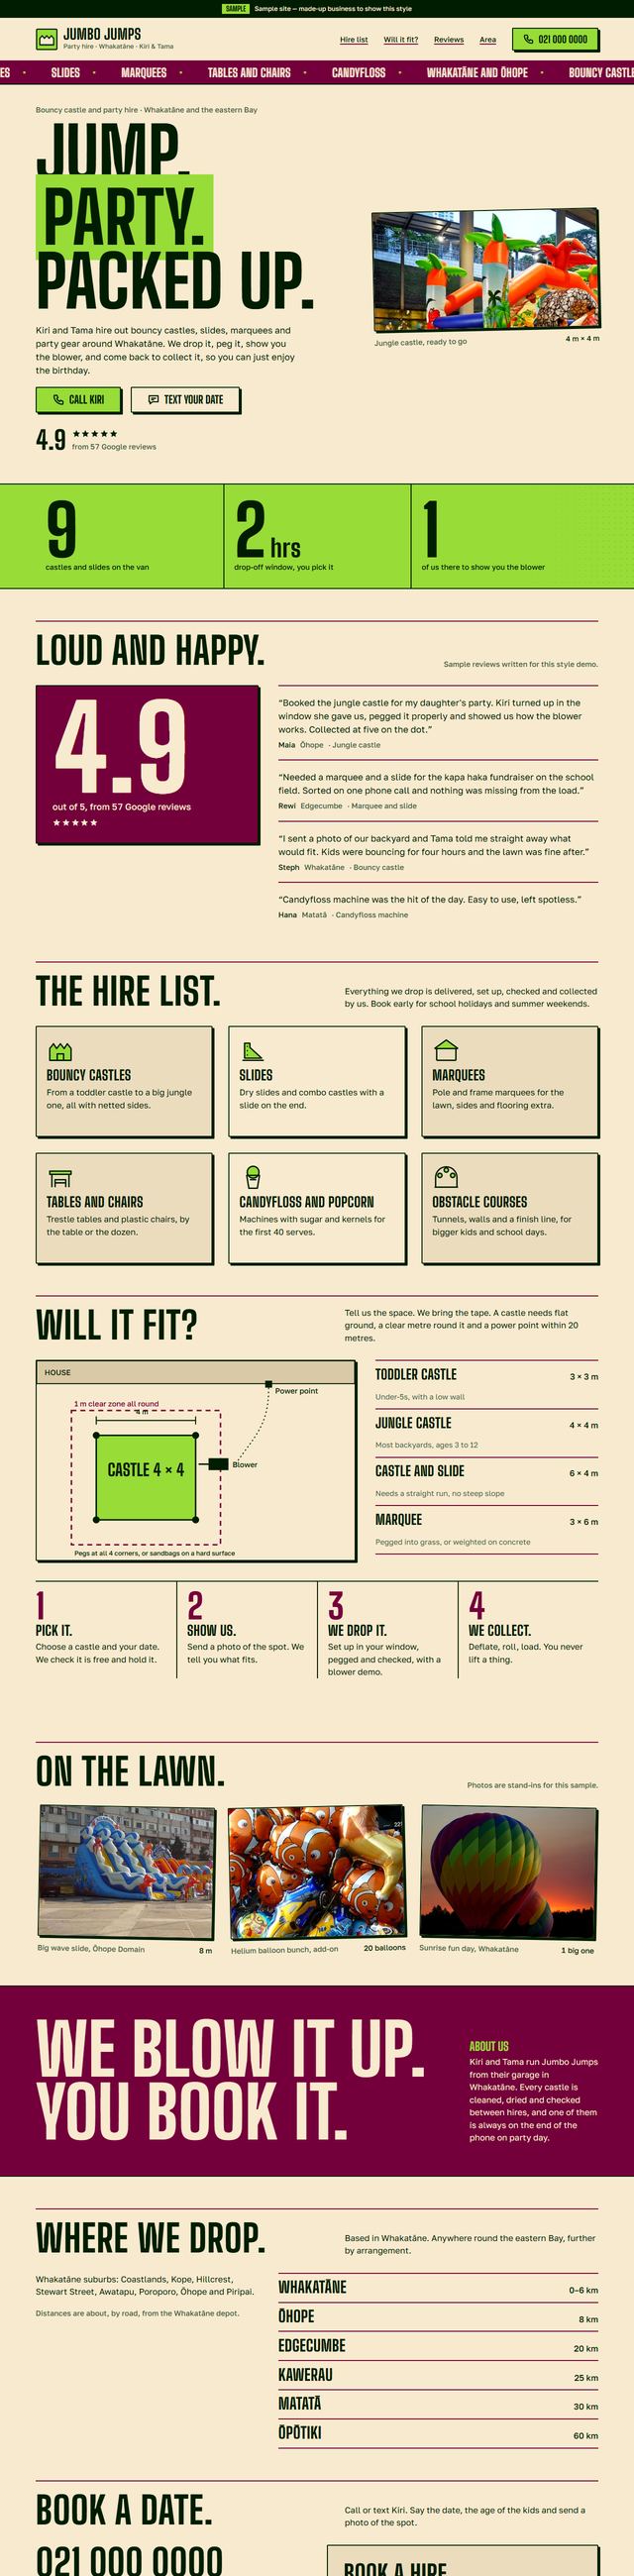 SAMPLE Sample site — made-up business to show this style
JUMBO JUMPS
Party hire · Whakatāne · Kiri & Tama
Hire list Will it fit? Reviews Area 021 000 0000
ES · SLIDES · MARQUEES · TABLES AND CHAIRS · CANDYFLOSS · WHAKATĀNE AND ŌHOPE · BOUNCY CASTLE
Bouncy castle and party hire · Whakatāne and the eastern Bay
JUMP.
PARTY.
PACKED UP.
Kiri and Tama hire out bouncy castles, slides, marquees and
party gear around Whakatāne. We drop it, peg it, show you
the blower, and come back to collect it, so you can just enjoy
the birthday.
CALL KIRI TEXT YOUR DATE
4.9 ★★★★★
from 57 Google reviews
Jungle castle, ready to go 4 m × 4 m
9
castles and slides on the van
2 hrs
drop-off window, you pick it
1
of us there to show you the blower
LOUD AND HAPPY.
Sample reviews written for this style demo.
4.9
out of 5, from 57 Google reviews
★★★★★
“Booked the jungle castle for my daughter's party. Kiri turned up in the
window she gave us, pegged it properly and showed us how the blower
works. Collected at five on the dot.”
Maia Ōhope · Jungle castle
“Needed a marquee and a slide for the kapa haka fundraiser on the school
field. Sorted on one phone call and nothing was missing from the load.”
Rewi Edgecumbe · Marquee and slide
“I sent a photo of our backyard and Tama told me straight away what
would fit. Kids were bouncing for four hours and the lawn was fine after.”
Steph Whakatāne · Bouncy castle
“Candyfloss machine was the hit of the day. Easy to use, left spotless.”
Hana Matatā · Candyfloss machine
THE HIRE LIST.
Everything we drop is delivered, set up, checked and collected
by us. Book early for school holidays and summer weekends.
BOUNCY CASTLES
From a toddler castle to a big jungle
one, all with netted sides.
SLIDES
Dry slides and combo castles with a
slide on the end.
MARQUEES
Pole and frame marquees for the
lawn, sides and flooring extra.
TABLES AND CHAIRS
Trestle tables and plastic chairs, by
the table or the dozen.
CANDYFLOSS AND POPCORN
Machines with sugar and kernels for
the first 40 serves.
OBSTACLE COURSES
Tunnels, walls and a finish line, for
bigger kids and school days.
WILL IT FIT?
Tell us the space. We bring the tape. A castle needs flat
ground, a clear metre round it and a power point within 20
metres.
HOUSE
Power point
1 m clear zone all round
4 m
CASTLE 4 × 4
Blower
Pegs at all 4 corners, or sandbags on a hard surface
TODDLER CASTLE 3 × 3 m
Under-5s, with a low wall
JUNGLE CASTLE 4 × 4 m
Most backyards, ages 3 to 12
CASTLE AND SLIDE 6 × 4 m
Needs a straight run, no steep slope
MARQUEE 3 × 6 m
Pegged into grass, or weighted on concrete
1
PICK IT.
Choose a castle and your date.
We check it is free and hold it.
2
SHOW US.
Send a photo of the spot. We
tell you what fits.
3
WE DROP IT.
Set up in your window,
pegged and checked, with a
blower demo.
4
WE COLLECT.
Deflate, roll, load. You never
lift a thing.
ON THE LAWN.
Photos are stand-ins for this sample.
Big wave slide, Ōhope Domain 8 m
Helium balloon bunch, add-on 20 balloons
Sunrise fun day, Whakatāne 1 big one
WE BLOW IT UP.
YOU BOOK IT.
ABOUT US
Kiri and Tama run Jumbo Jumps
from their garage in
Whakatāne. Every castle is
cleaned, dried and checked
between hires, and one of them
is always on the end of the
phone on party day.
WHERE WE DROP.
Based in Whakatāne. Anywhere round the eastern Bay, further
by arrangement.
Whakatāne suburbs: Coastlands, Kope, Hillcrest,
Stewart Street, Awatapu, Poroporo, Ōhope and Piripai.
Distances are about, by road, from the Whakatāne depot.
WHAKATĀNE 0–6 km
ŌHOPE 8 km
EDGECUMBE 20 km
KAWERAU 25 km
MATATĀ 30 km
ŌPŌTIKI 60 km
BOOK A DATE.
Call or text Kiri. Say the date, the age of the kids and send a
photo of the spot.
021 000 0000
BOOK A HIRE